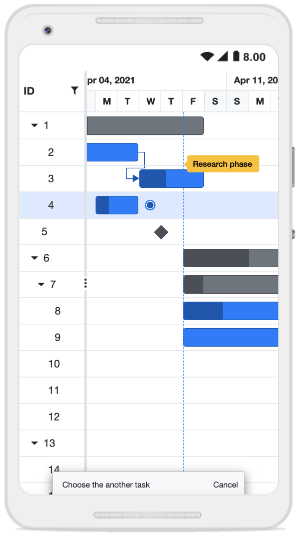 8.00
ID
pr 04, 2021
Apr 11, 20
M T W T F S S M T
1
Research phase
2
3
4
5
6
7
8
9
10
11
12
13
14
Choose the another task Cancel